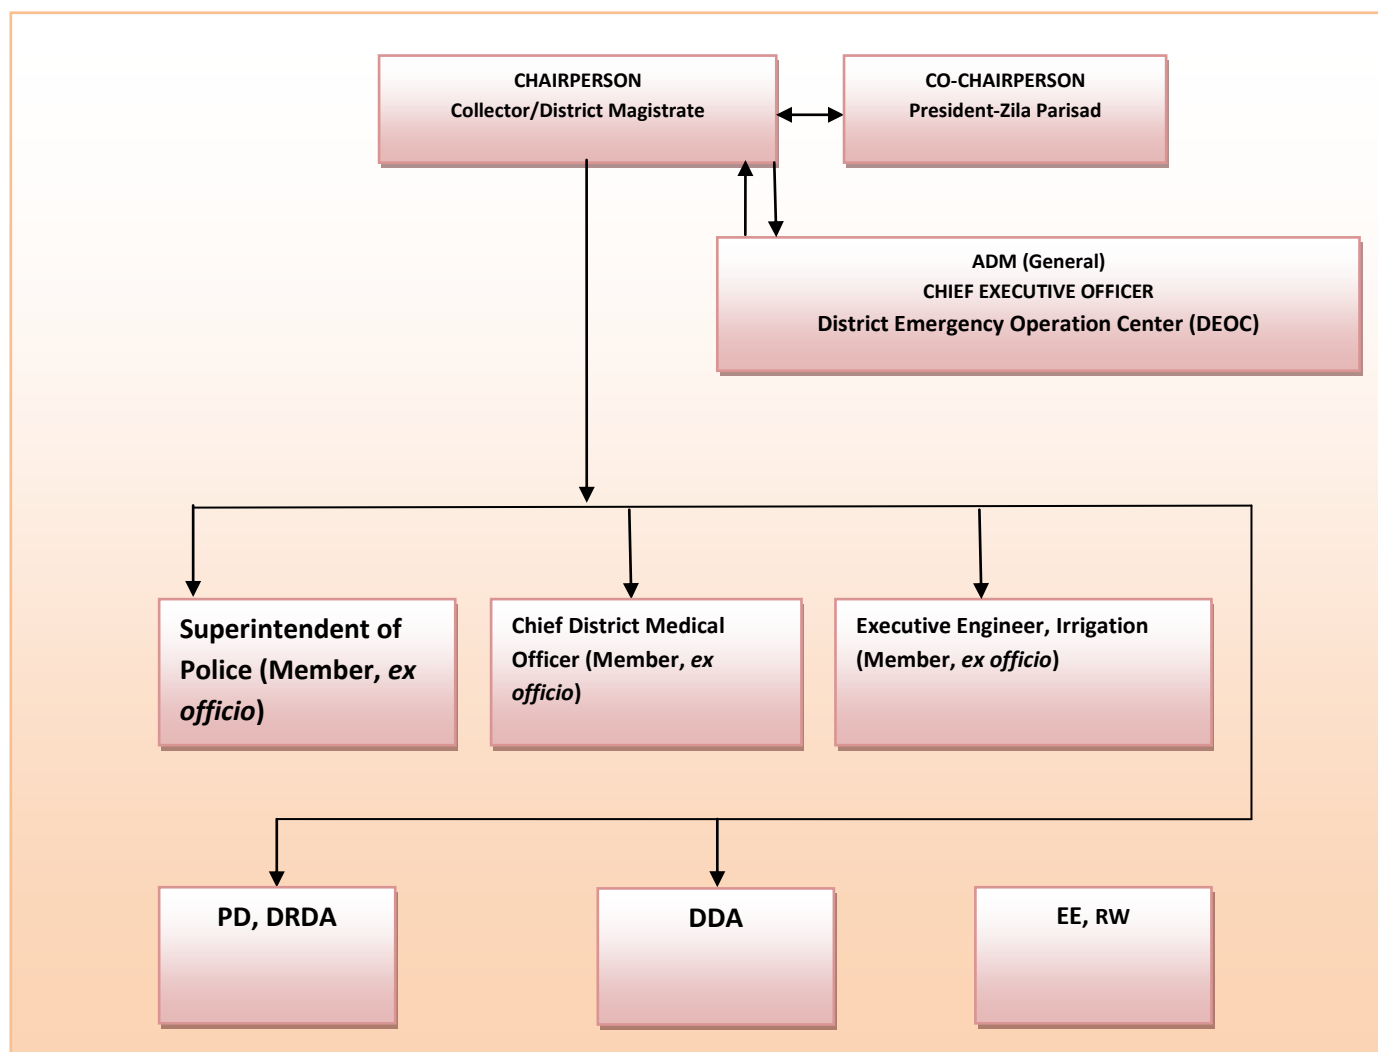 CHAIRPERSON
Collector/District Magistrate
CO-CHAIRPERSON
President-Zila Parisad
ADM (General)
CHIEF EXECUTIVE OFFICER
District Emergency Operation Center (DEOC)
Superintendent of
Police (Member, ex
officio)
Chief District Medical
Officer (Member, ex
officio)
Executive Engineer, Irrigation
(Member, ex officio)
PD, DRDA
DDA
EE, RW